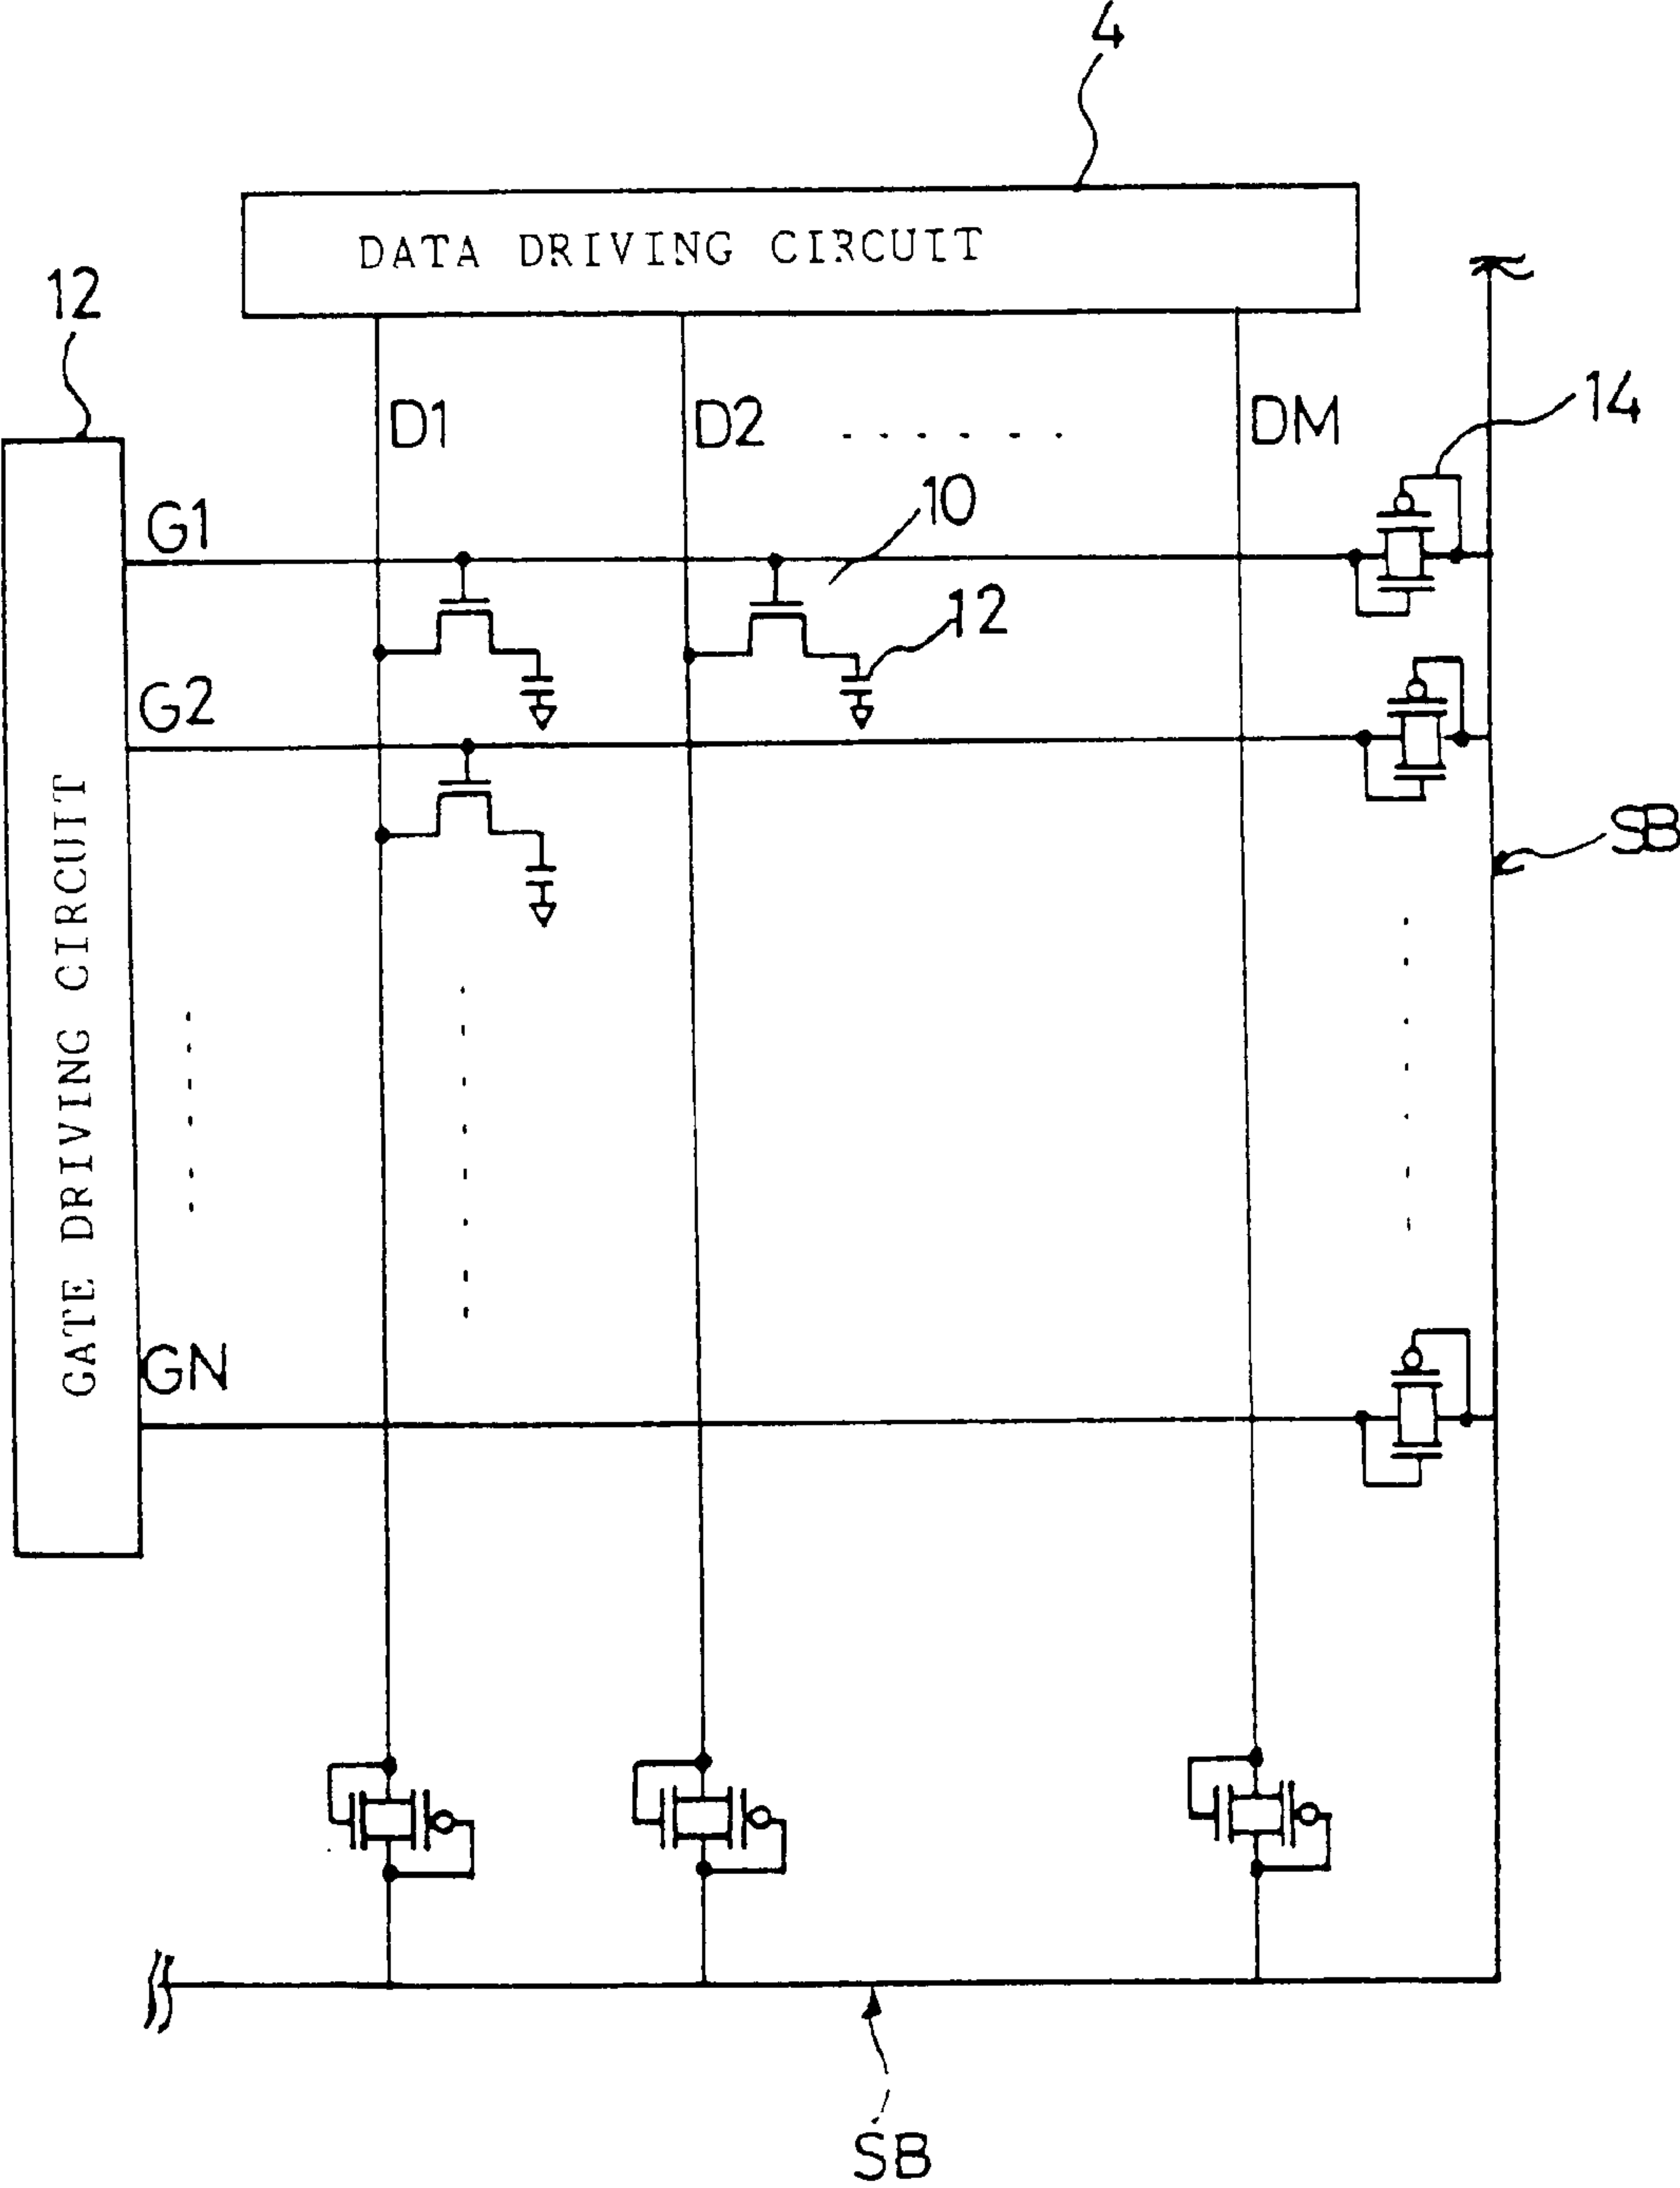 4
DATA DRIVING CIRCUIT
12
D1
D2
DM
14
G1
10
12
G2
SB
GATE DRIVING CIRCUIT
GN
SB